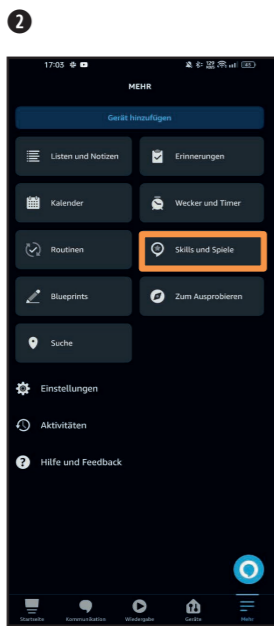 2
17:03
MEHR
Gerät hinzufügen
Listen und Notizen
Erinnerungen
Kalender
Wecker und Timer
Routinen
Skills und Spiele
Blueprints
Zum Ausprobieren
Suche
Einstellungen
Aktivitäten
Hilfe und Feedback
Startseite
Kommunikation
Wiedergabe
Geräte
Mehr